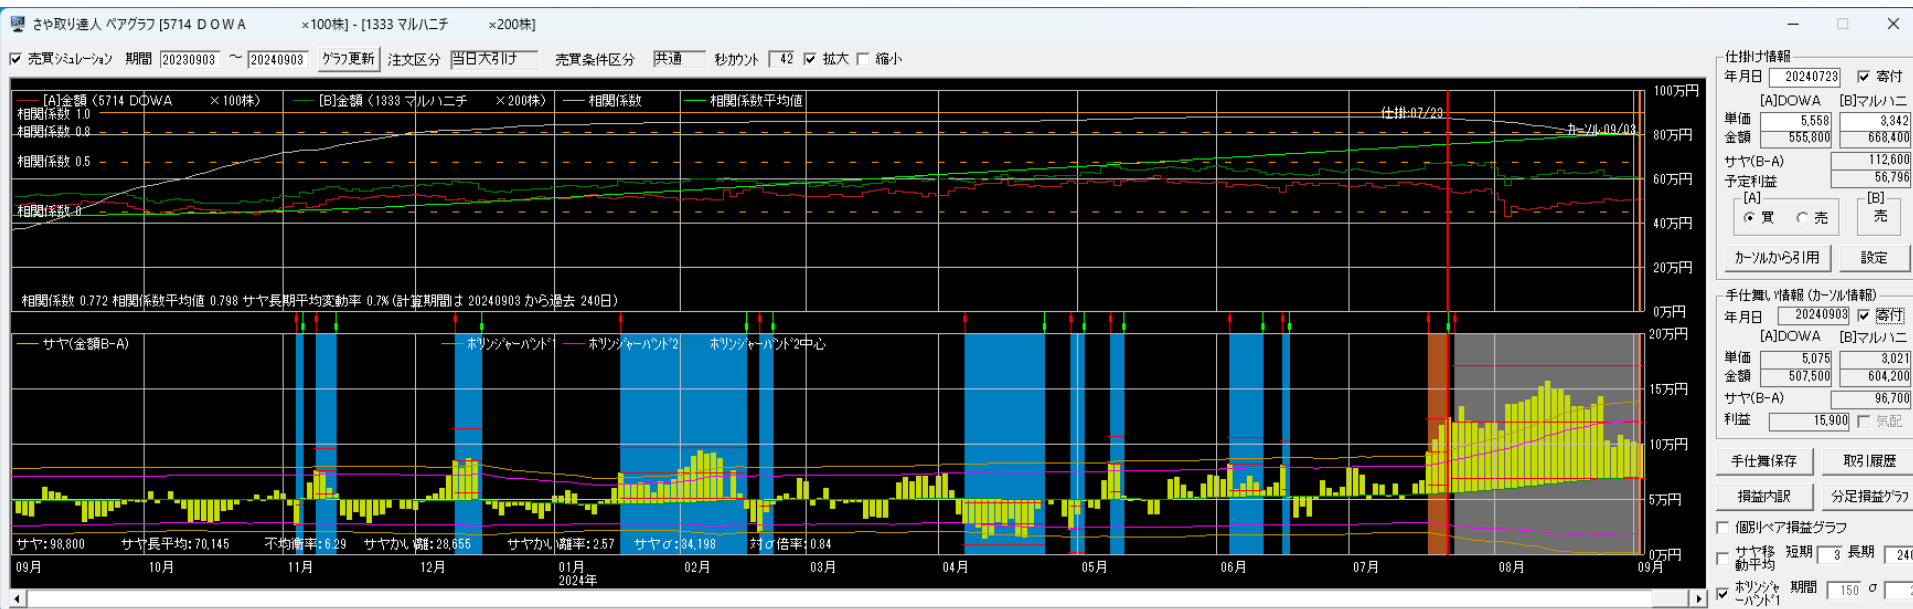 さや取り達人 ペアグラフ [5714 ＤＯＷＡ ×100株] - [1333 マルハニチ ×200株]
売買シュミレーション 期間 20230903 ～ 20240903 グラフ更新 注文区分 当日大引け 売買条件区分 共通 秒カウント 42 拡大 縮小
[A]金額 (5714 DOWA ×100株) [B]金額 (1333 マルハニチ ×200株) 相関係数 相関係数平均値
相関係数 1.0
相関係数 0.8
相関係数 0.5
相関係数 0
仕掛:07/23
カーソル:09/03
100万円
80万円
60万円
40万円
20万円
0万円
相関係数 0.772 相関係数平均値 0.798 サヤ長期平均変動率 0.7% (計算期間は 20240903 から過去 240日)
サヤ(金額B-A) ボリンジャーバンド1 ボリンジャーバンド2 ボリンジャーバンド2中心
20万円
15万円
10万円
5万円
0万円
サヤ:98,800 サヤ長平均:70,145 不均衡率:6.29 サヤかい離:28,655 サヤかい離率:2.57 サヤσ:34,198 対σ倍率:0.84
09月 10月 11月 12月 01月 02月 03月 04月 05月 06月 07月 08月 09月
2024年
仕掛け情報
年月日 20240723 寄付
[A]DOWA [B]マルハニ
単価 5,558 3,342
金額 555,800 668,400
サヤ(B-A) 112,600
予定利益 56,796
[A] [B]
買 売 売
カーソルから引用 設定
手仕舞い情報 (カーソル情報)
年月日 20240903 寄付
[A]DOWA [B]マルハニ
単価 5,075 3,021
金額 507,500 604,200
サヤ(B-A) 96,700
利益 15,900 気配
手仕舞保存 取引履歴
損益内訳 分足損益グラフ
個別ペア損益グラフ
サヤ移動平均 短期 3 長期 240
ボリンジャーバンド1 期間 150 σ